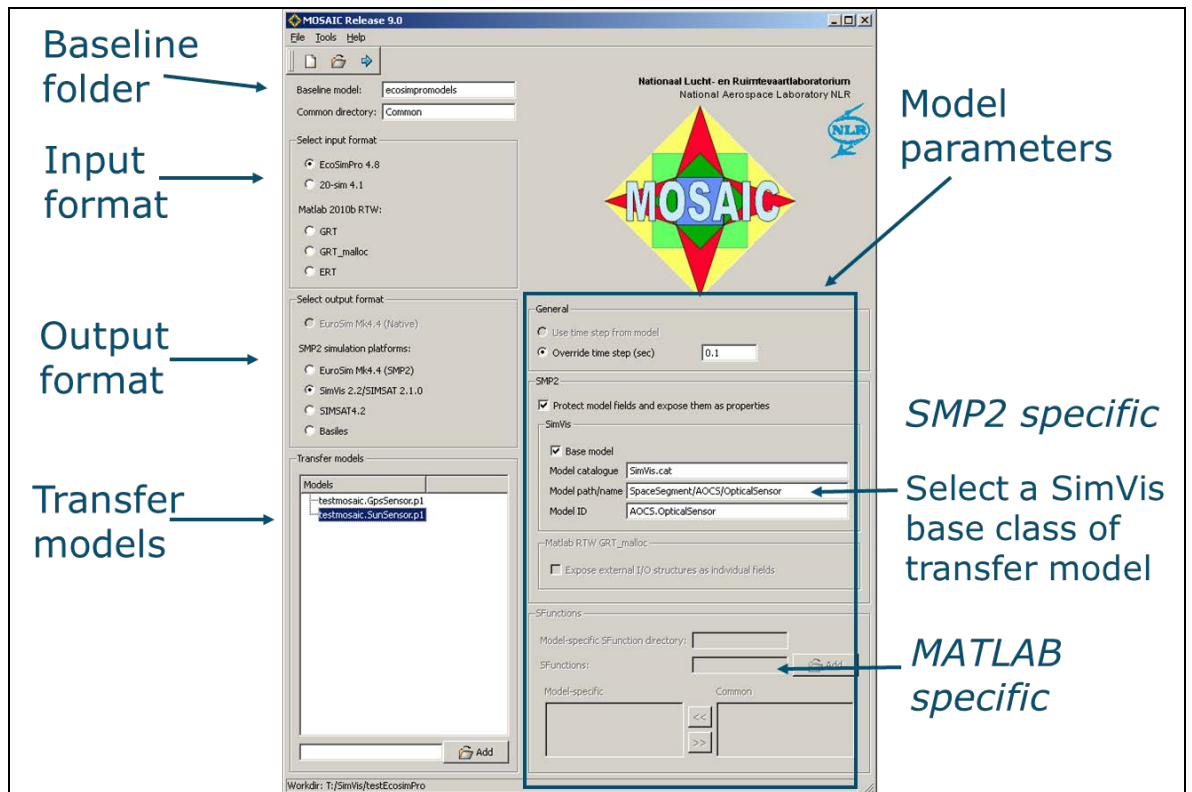 Baseline
folder
Input
format
Output
format
Transfer
models
MOSAIC Release 9.0
File Tools Help
Baseline model: ecosimpromodels
Common directory: Common
Select input format
EcoSimPro 4.8
20-sim 4.1
Matlab 2010b RTW:
GRT
GRT_malloc
ERT
Select output format
EuroSim Mk4.4 (Native)
SMP2 simulation platforms:
EuroSim Mk4.4 (SMP2)
SimVis 2.2/SIMSAT 2.1.0
SIMSAT4.2
Basiles
Transfer models
Models
testmosaic.GpsSensor.p1
testmosaic.SunSensor.p1
Add
Workdir: T:/SimVis/testEcosimPro
Nationaal Lucht- en Ruimtevaartlaboratorium
National Aerospace Laboratory NLR
NLR
MOSAIC
General
Use time step from model
Override time step (sec) 0.1
SMP2
Protect model fields and expose them as properties
SimVis
Base model
Model catalogue SimVis.cat
Model path/name SpaceSegment/AOCS/OpticalSensor
Model ID AOCS.OpticalSensor
Matlab RTW GRT_malloc
Expose external I/O structures as individual fields
SFunctions
Model-specific SFunction directory:
SFunctions: Add
Model-specific Common
<<
>>
Model
parameters
SMP2 specific
Select a SimVis
base class of
transfer model
MATLAB
specific